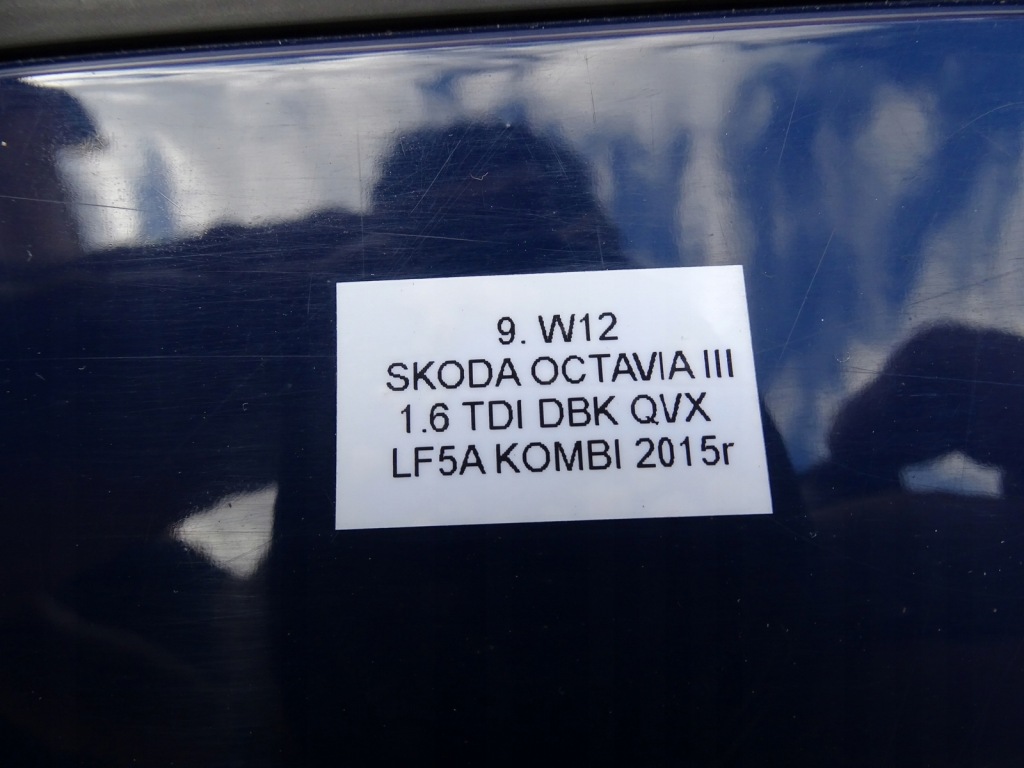 9. W12
SKODA OCTAVIA III
1.6 TDI DBK QVX
LF5A KOMBI 2015r